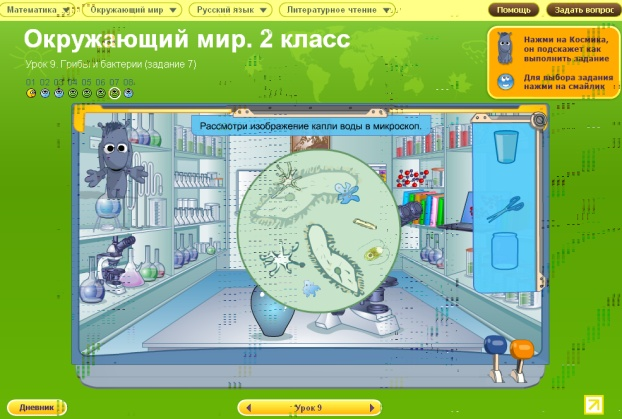 Математика
Окружающий мир
Русский язык
Литературное чтение
Помощь
Задать вопрос
Окружающий мир. 2 класс
Урок 9. Грибы и бактерии (задание 7)
01 02 03 04 05 06 07 08
Нажми на Космика,
он подскажет как
выполнить задание
Для выбора задания
нажми на смайлик
Рассмотри изображение капли воды в микроскоп.
Дневник
Урок 9